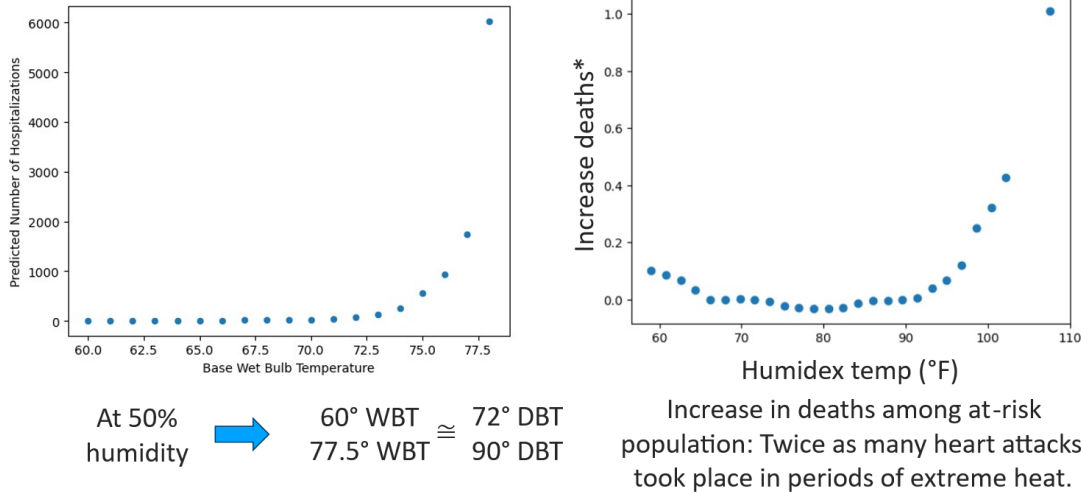 6000
5000
4000
3000
2000
1000
0
Predicted Number of Hospitalizations
60.0 62.5 65.0 67.5 70.0 72.5 75.0 77.5
Base Wet Bulb Temperature
1.0
0.8
0.6
0.4
0.2
0.0
Increase deaths*
60 70 80 90 100 110
Humidex temp (°F)
At 50%
humidity
60° WBT
77.5° WBT
≅
72° DBT
90° DBT
Increase in deaths among at-risk
population: Twice as many heart attacks
took place in periods of extreme heat.